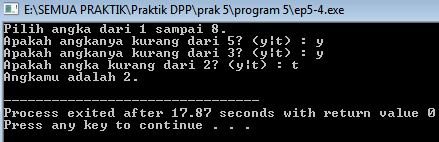 E:\SEMUA PRAKTIK\Praktik DPP\prak 5\program 5\ep5-4.exe
Pilih angka dari 1 sampai 8.
Apakah angkanya kurang dari 5? (y¦t) : y
Apakah angkanya kurang dari 3? (y¦t) : y
Apakah angka kurang dari 2? (y¦t) : t
Angkamu adalah 2.
--------------------------------
Process exited after 17.87 seconds with return value 0
Press any key to continue . . .